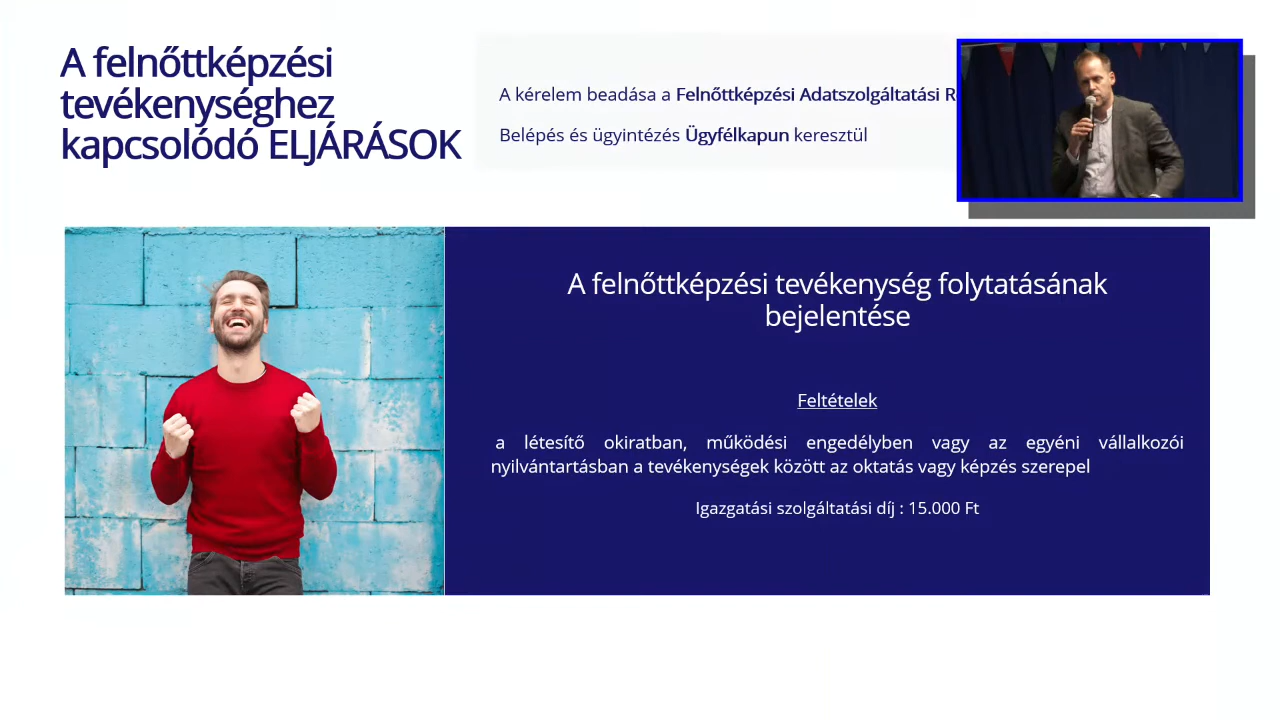 A felnőttképzési
tevékenységhez
kapcsolódó ELJÁRÁSOK
A kérelem beadása a Felnőttképzési Adatszolgáltatási
Belépés és ügyintézés Ügyfélkapun keresztül
A felnőttképzési tevékenység folytatásának
bejelentése
Feltételek
a létesítő okiratban, működési engedélyben vagy az egyéni vállalkozói
nyilvántartásban a tevékenységek között az oktatás vagy képzés szerepel
Igazgatási szolgáltatási díj : 15.000 Ft